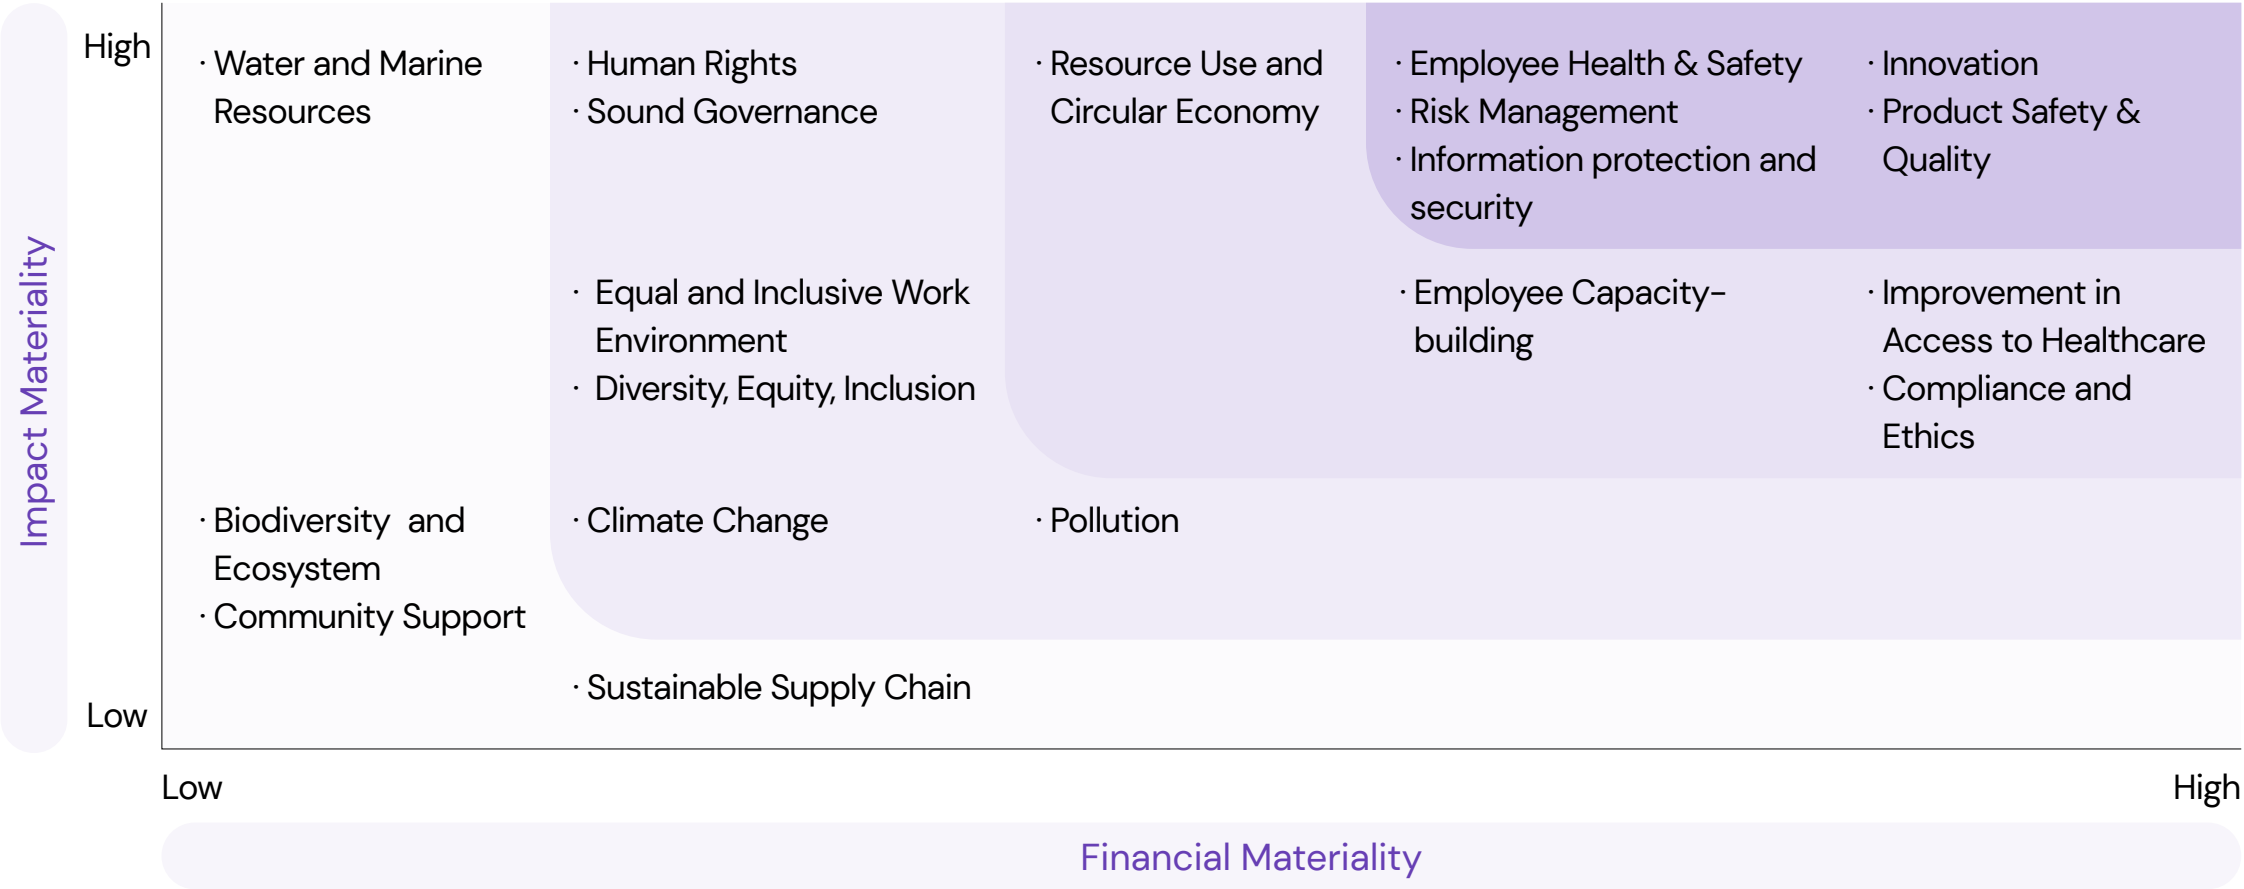 Impact Materiality
High
Low
· Water and Marine
Resources
· Human Rights
· Sound Governance
· Resource Use and
Circular Economy
· Employee Health & Safety
· Risk Management
· Information protection and
security
· Innovation
· Product Safety &
Quality
· Equal and Inclusive Work
Environment
· Diversity, Equity, Inclusion
· Employee Capacity-
building
· Improvement in
Access to Healthcare
· Compliance and
Ethics
· Biodiversity and
Ecosystem
· Community Support
· Climate Change
· Pollution
· Sustainable Supply Chain
Low
High
Financial Materiality